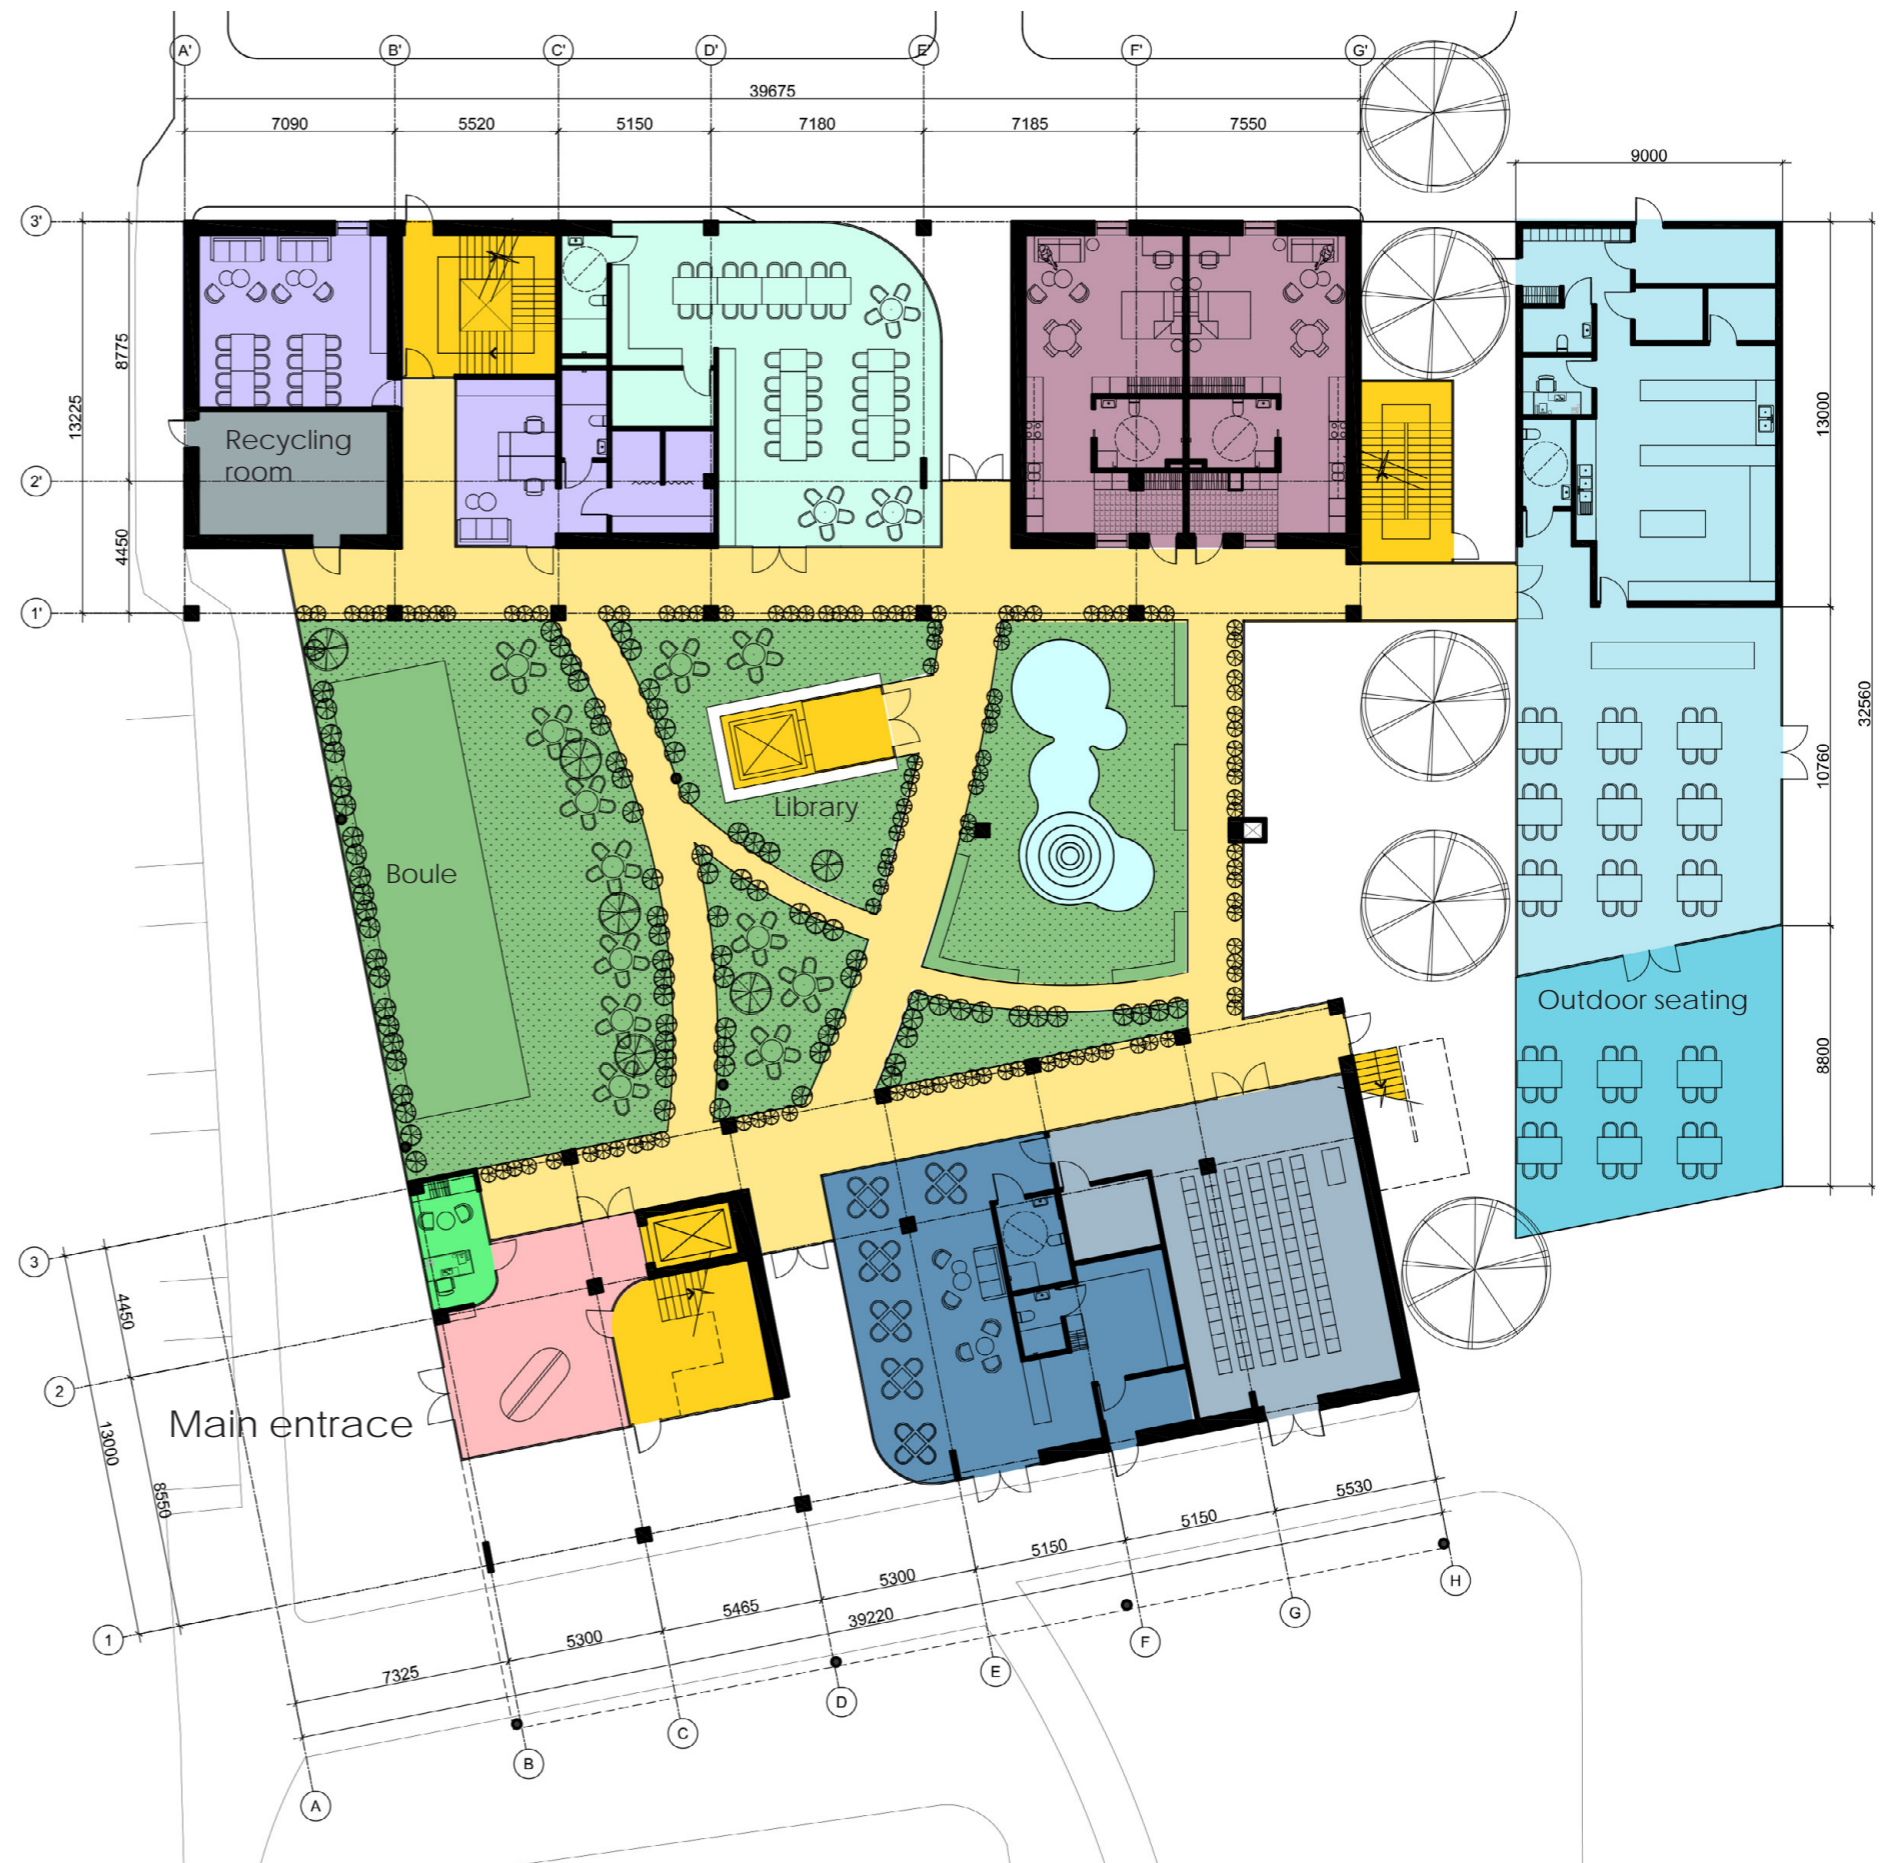 A' B' C' D' E' F' G'
39675
7090 5520 5150 7180 7185 7550
9000
3'
2'
1'
8775
13225
4450
13000
32560
10760
8800
Recycling
room
Library
Boule
Outdoor seating
Main entrace
3
2
1
4450
13000
8550
7325 5300 5465 5300 5150 5150 5530
39220
A B C D E F G H